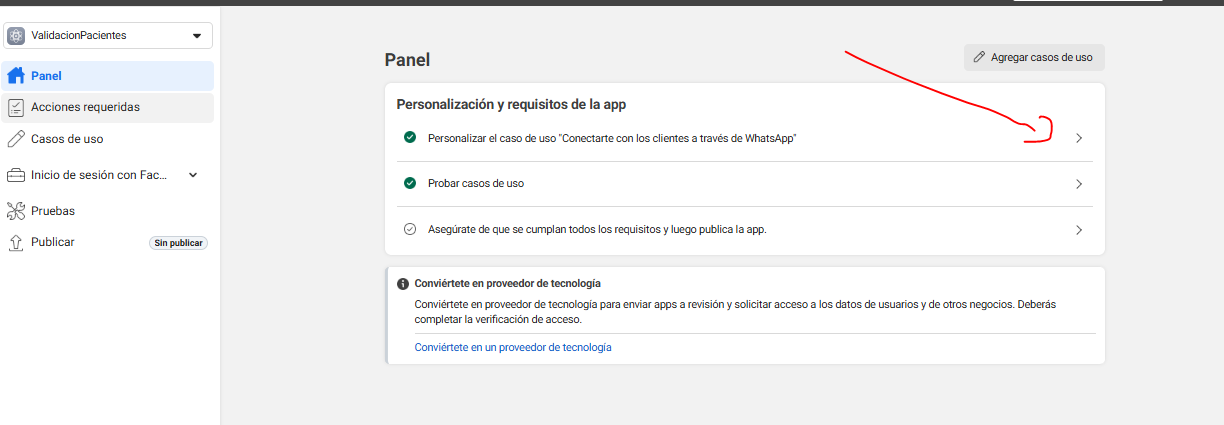 ValidacionPacientes
Panel
Acciones requeridas
Casos de uso
Inicio de sesión con Fac...
Pruebas
Publicar
Sin publicar
Panel
Agregar casos de uso
Personalización y requisitos de la app
Personalizar el caso de uso "Conectarte con los clientes a través de WhatsApp"
Probar casos de uso
Asegúrate de que se cumplan todos los requisitos y luego publica la app.
Conviértete en proveedor de tecnología
Conviértete en proveedor de tecnología para enviar apps a revisión y solicitar acceso a los datos de usuarios y de otros negocios. Deberás
completar la verificación de acceso.
Conviértete en un proveedor de tecnología